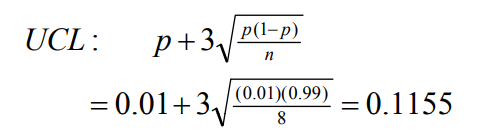 UCL: p+3√(p(1−p)/n)
=0.01+3√((0.01)(0.99)/8)=0.1155